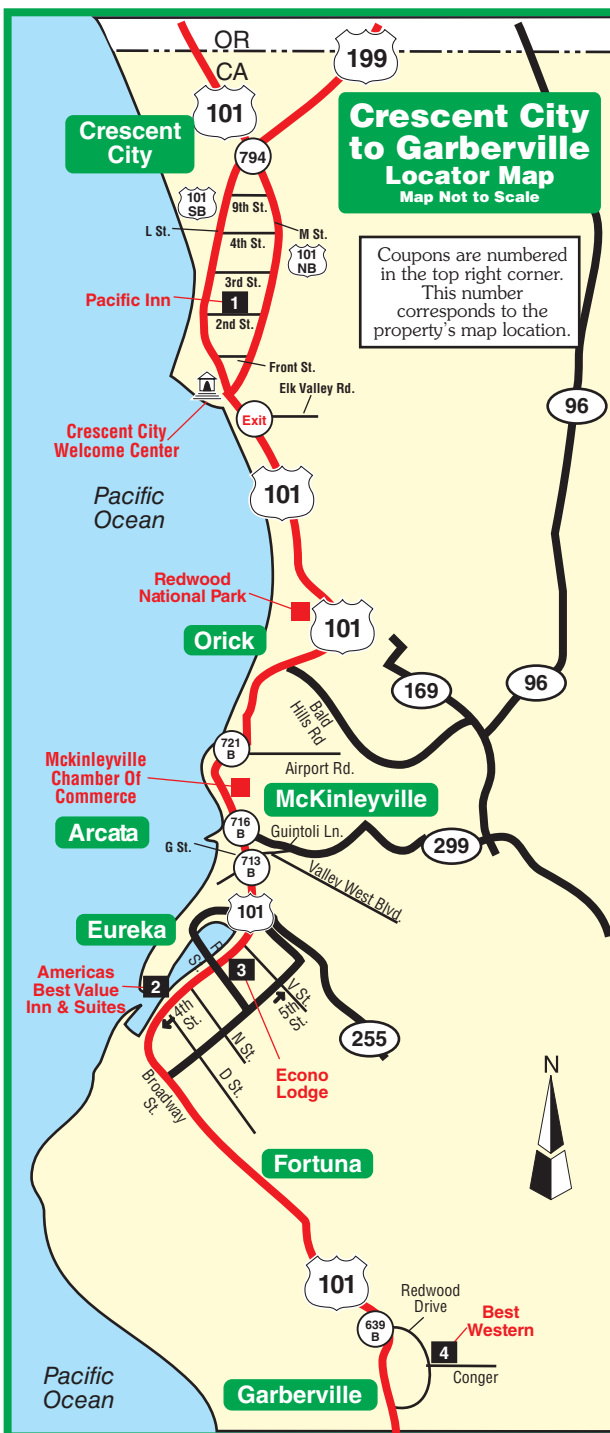 OR
CA
199
101
Crescent
City
Crescent City
to Garberville
Locator Map
Map Not to Scale
794
101
SB
9th St.
L St.
M St.
4th St.
101
NB
Coupons are numbered
in the top right corner.
This number
corresponds to the
property's map location.
3rd St.
Pacific Inn
1
2nd St.
Front St.
Elk Valley Rd.
96
Exit
Crescent City
Welcome Center
101
Pacific
Ocean
Redwood
National Park
101
Orick
169
96
Bald
Hills Rd
721
B
Airport Rd.
Mckinleyville
Chamber Of
Commerce
McKinleyville
716
B
Arcata
Guintoli Ln.
G St.
299
713
B
Valley West Blvd.
101
Eureka
R
S
Americas
Best Value
Inn & Suites
2
3
V St.
5th St.
4th
St.
255
N St.
Econo
Lodge
D St.
Broadway
St.
N
Fortuna
101
Redwood
Drive
639
B
Best
Western
4
Conger
Pacific
Ocean
Garberville